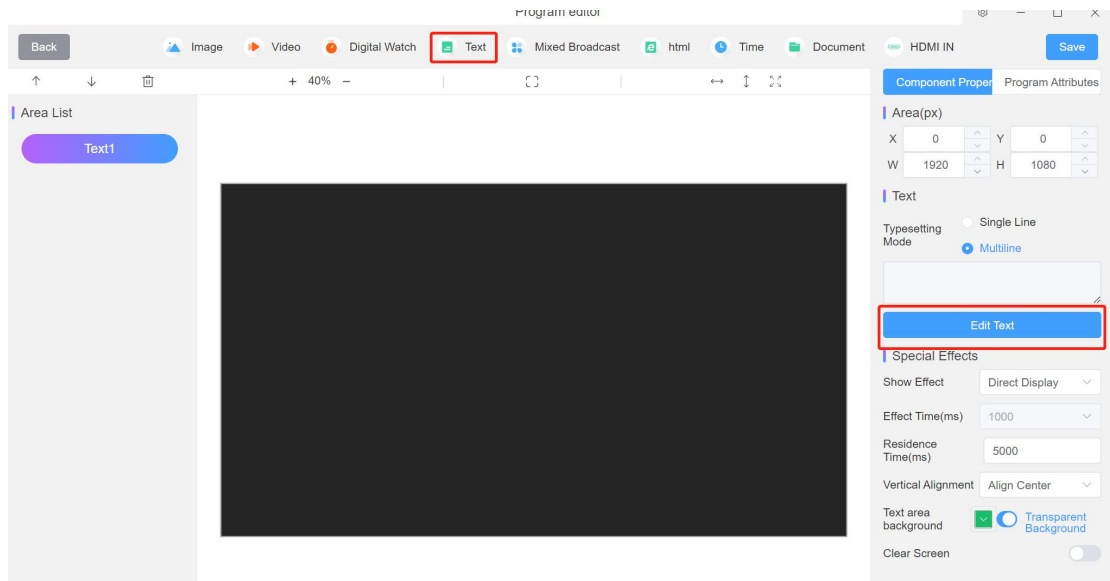 Program editor
Back
Image
Video
Digital Watch
Text
Mixed Broadcast
html
Time
Document
HDMI IN
Save
+ 40% −
Component Proper
Program Attributes
Area List
Text1
Area(px)
X 0 Y 0
W 1920 H 1080
Text
Typesetting
Mode
Single Line
Multiline
Edit Text
Special Effects
Show Effect Direct Display
Effect Time(ms) 1000
Residence
Time(ms)
5000
Vertical Alignment Align Center
Text area
background
Transparent
Background
Clear Screen